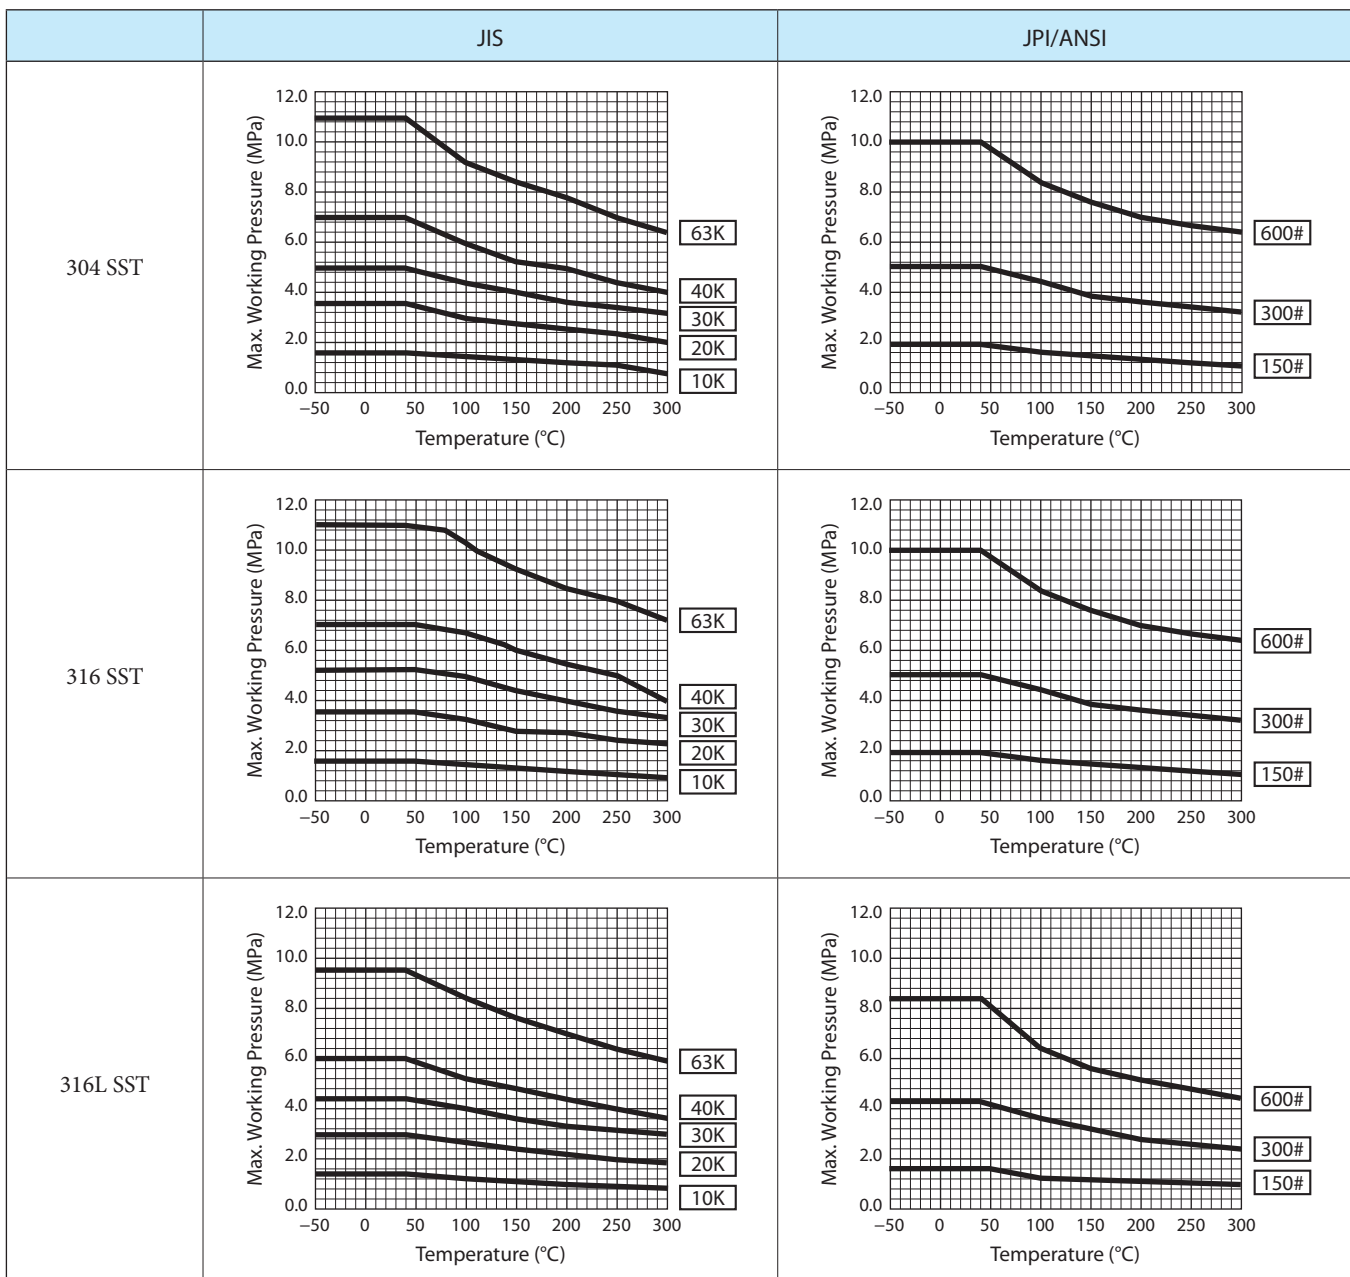 JIS JPI/ANSI
304 SST
Max. Working Pressure (MPa)
12.0
10.0
8.0
6.0
4.0
2.0
0.0
−50 0 50 100 150 200 250 300
Temperature (°C)
63K
40K
30K
20K
10K
Max. Working Pressure (MPa)
12.0
10.0
8.0
6.0
4.0
2.0
0.0
−50 0 50 100 150 200 250 300
Temperature (°C)
600#
300#
150#
316 SST
Max. Working Pressure (MPa)
12.0
10.0
8.0
6.0
4.0
2.0
0.0
−50 0 50 100 150 200 250 300
Temperature (°C)
63K
40K
30K
20K
10K
Max. Working Pressure (MPa)
12.0
10.0
8.0
6.0
4.0
2.0
0.0
−50 0 50 100 150 200 250 300
Temperature (°C)
600#
300#
150#
316L SST
Max. Working Pressure (MPa)
12.0
10.0
8.0
6.0
4.0
2.0
0.0
−50 0 50 100 150 200 250 300
Temperature (°C)
63K
40K
30K
20K
10K
Max. Working Pressure (MPa)
12.0
10.0
8.0
6.0
4.0
2.0
0.0
−50 0 50 100 150 200 250 300
Temperature (°C)
600#
300#
150#